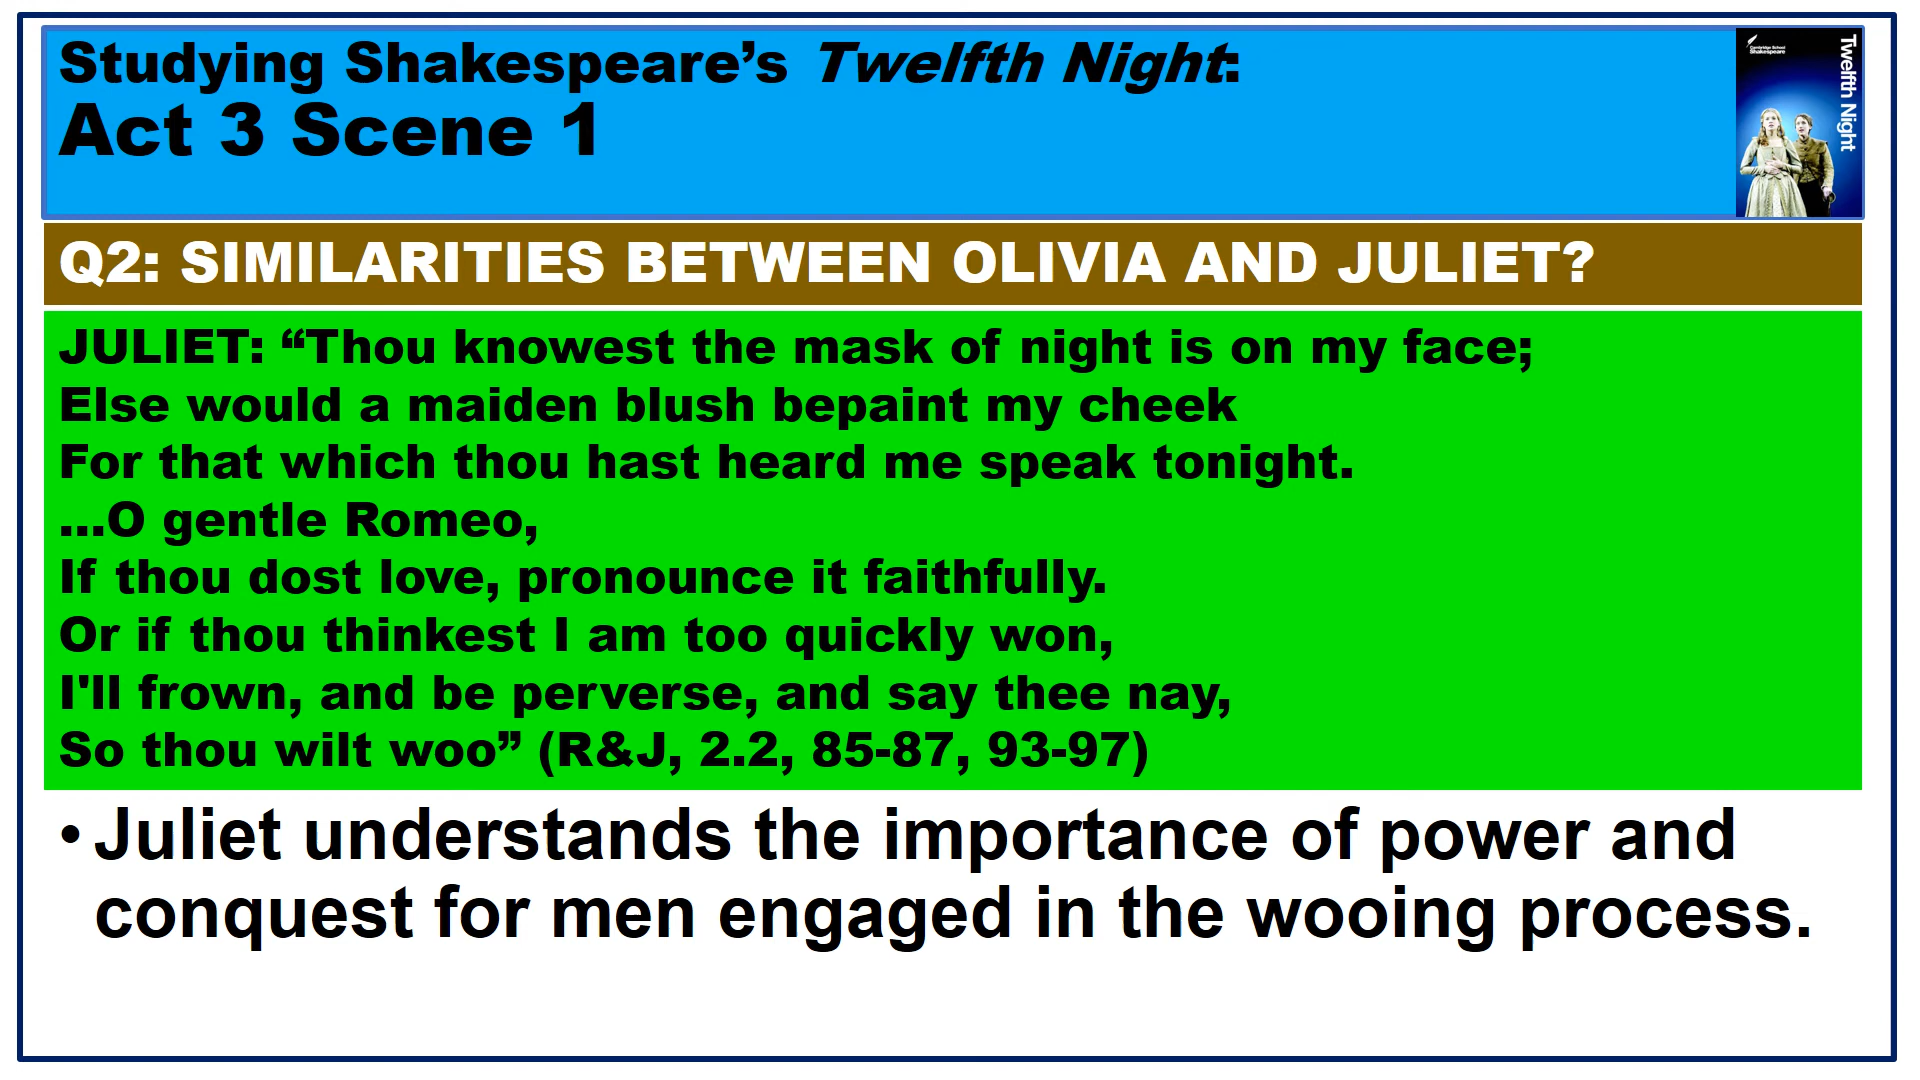 Studying Shakespeare’s Twelfth Night:
Act 3 Scene 1
Cambridge School
Shakespeare
Twelfth Night
Q2: SIMILARITIES BETWEEN OLIVIA AND JULIET?
JULIET: “Thou knowest the mask of night is on my face;
Else would a maiden blush bepaint my cheek
For that which thou hast heard me speak tonight.
…O gentle Romeo,
If thou dost love, pronounce it faithfully.
Or if thou thinkest I am too quickly won,
I'll frown, and be perverse, and say thee nay,
So thou wilt woo” (R&J, 2.2, 85-87, 93-97)
• Juliet understands the importance of power and
conquest for men engaged in the wooing process.